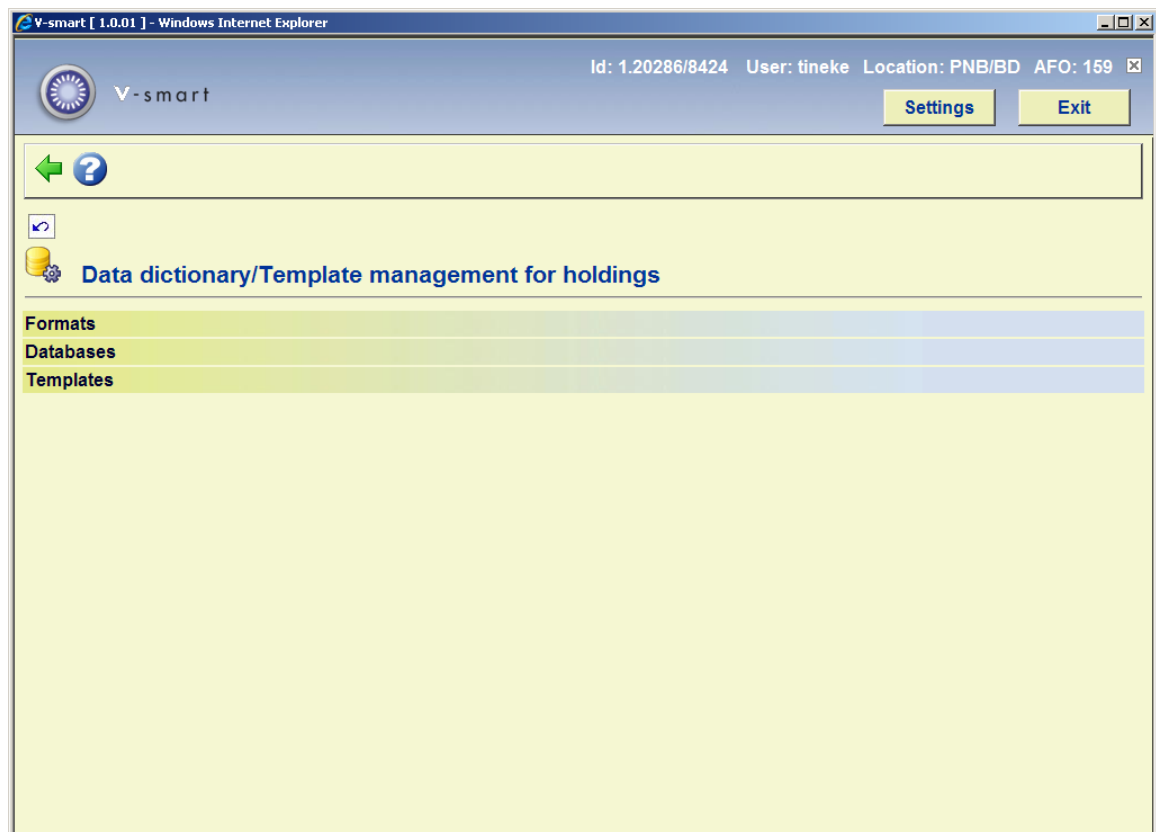 V-smart [ 1.0.01 ] - Windows Internet Explorer
Id: 1.20286/8424 User: tineke Location: PNB/BD AFO: 159
V-smart
Settings Exit
?
Data dictionary/Template management for holdings
Formats
Databases
Templates